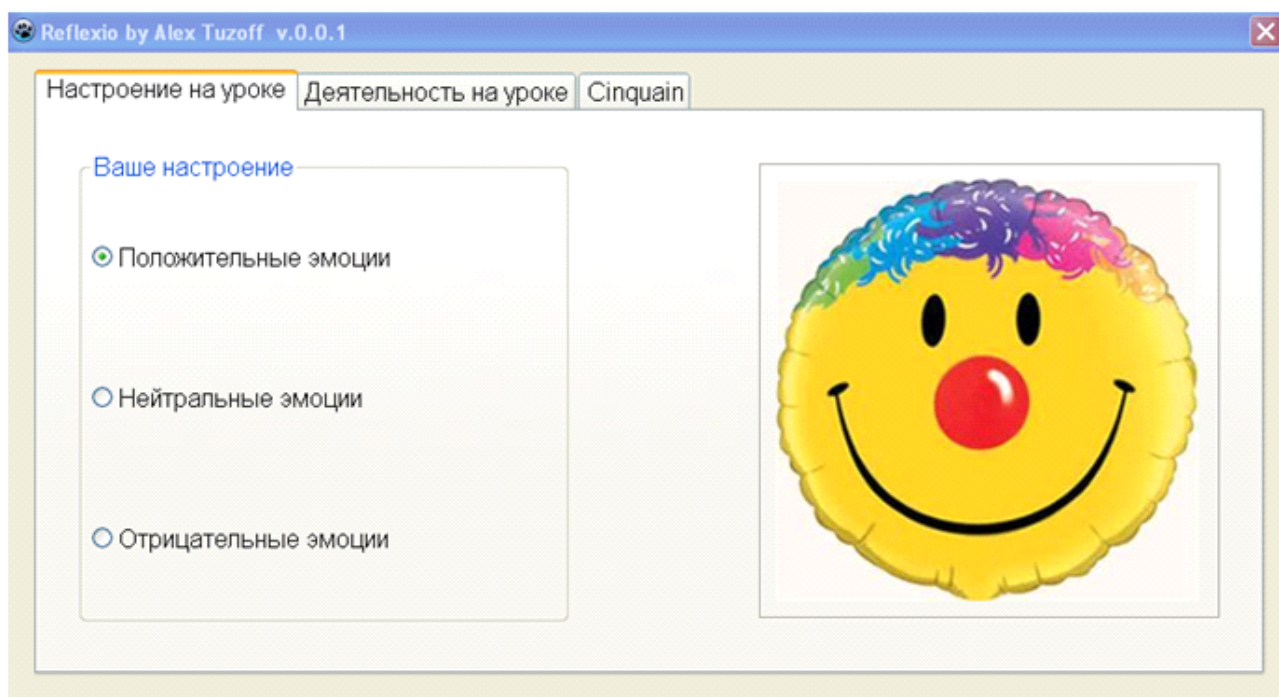 Reflexio by Alex Tuzoff v.0.0.1
Настроение на уроке Деятельность на уроке Cinquain
Ваше настроение
Положительные эмоции
Нейтральные эмоции
Отрицательные эмоции